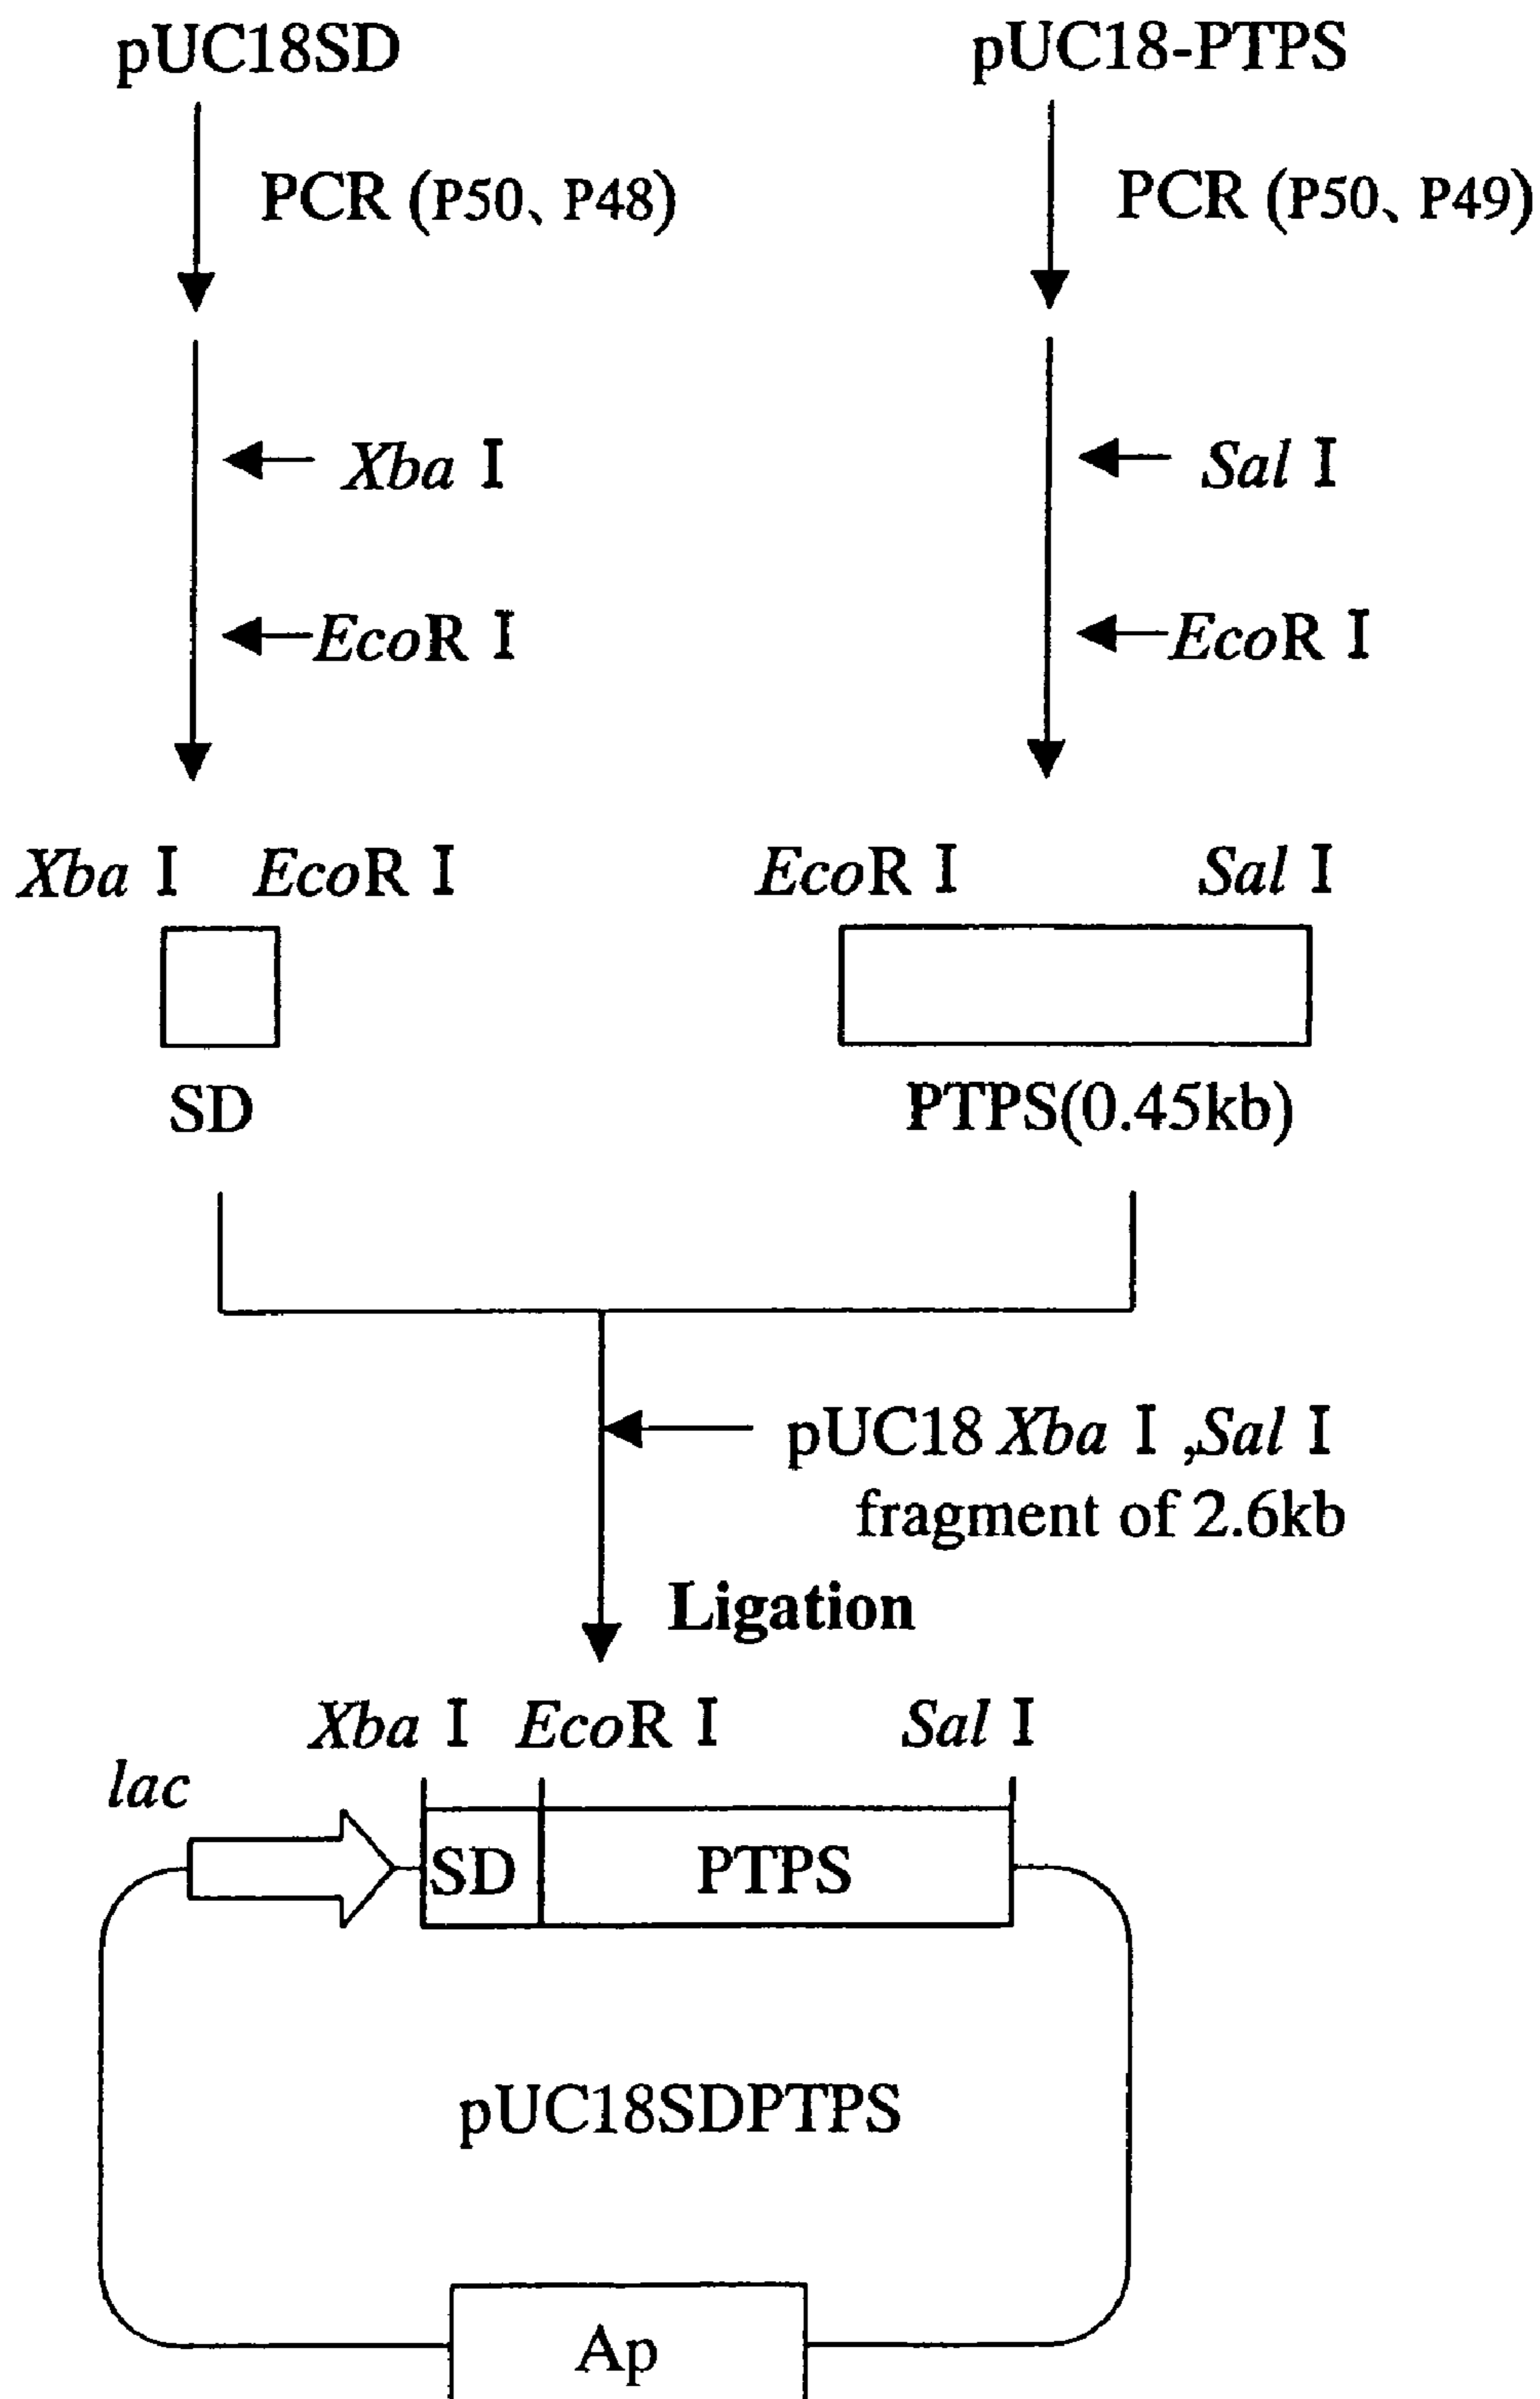 pUC18SD
pUC18-PTPS
PCR (P50、P48)
PCR (P50、P49)
Xba I
Sal I
EcoR I
EcoR I
Xba I
EcoR I
EcoR I
Sal I
SD
PTPS(0.45kb)
pUC18 Xba I ,Sal I
fragment of 2.6kb
Ligation
Xba I
EcoR I
Sal I
lac
SD
PTPS
pUC18SDPTPS
Ap